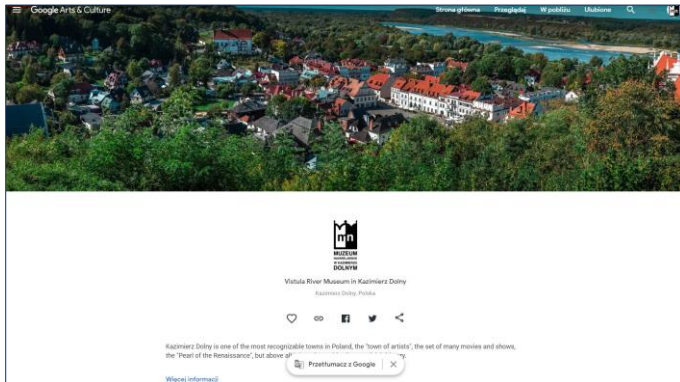 Google Arts & Culture
Strona główna Przeglądaj W pobliżu Ulubione
mn
MUZEUM
W KAZIMIERZU
DOLNYM
Vistula River Museum in Kazimierz Dolny
Kazimierz Dolny, Polska
Kazimierz Dolny is one of the most recognizable towns in Poland, the "town of artists", the set of many movies and shows,
the "Pearl of the Renaissance", but above
Przetłumacz z Google
Więcej informacji